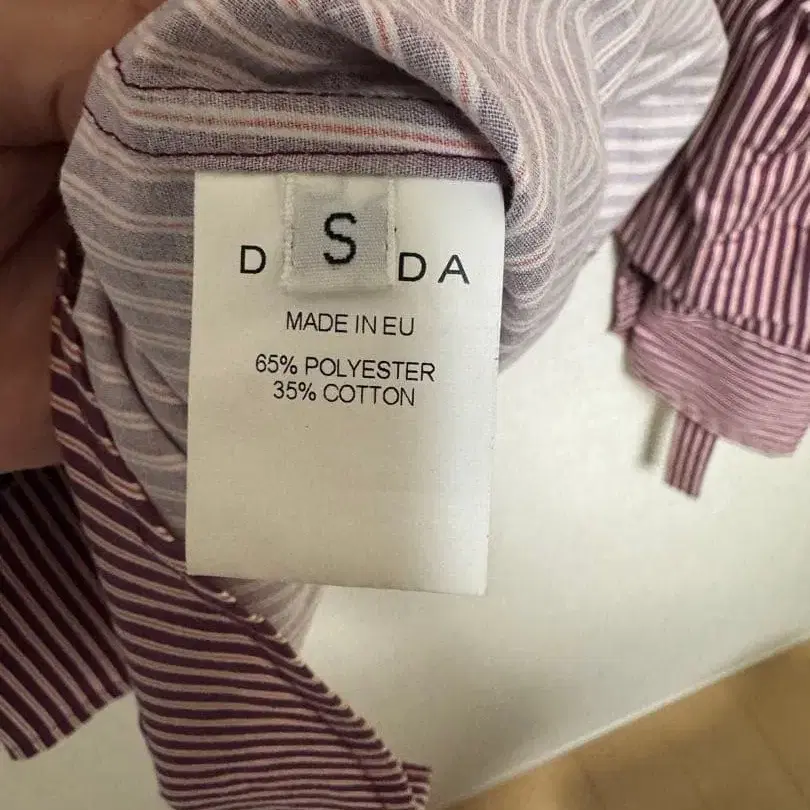 S
D DA
MADE IN EU
65% POLYESTER
35% COTTON